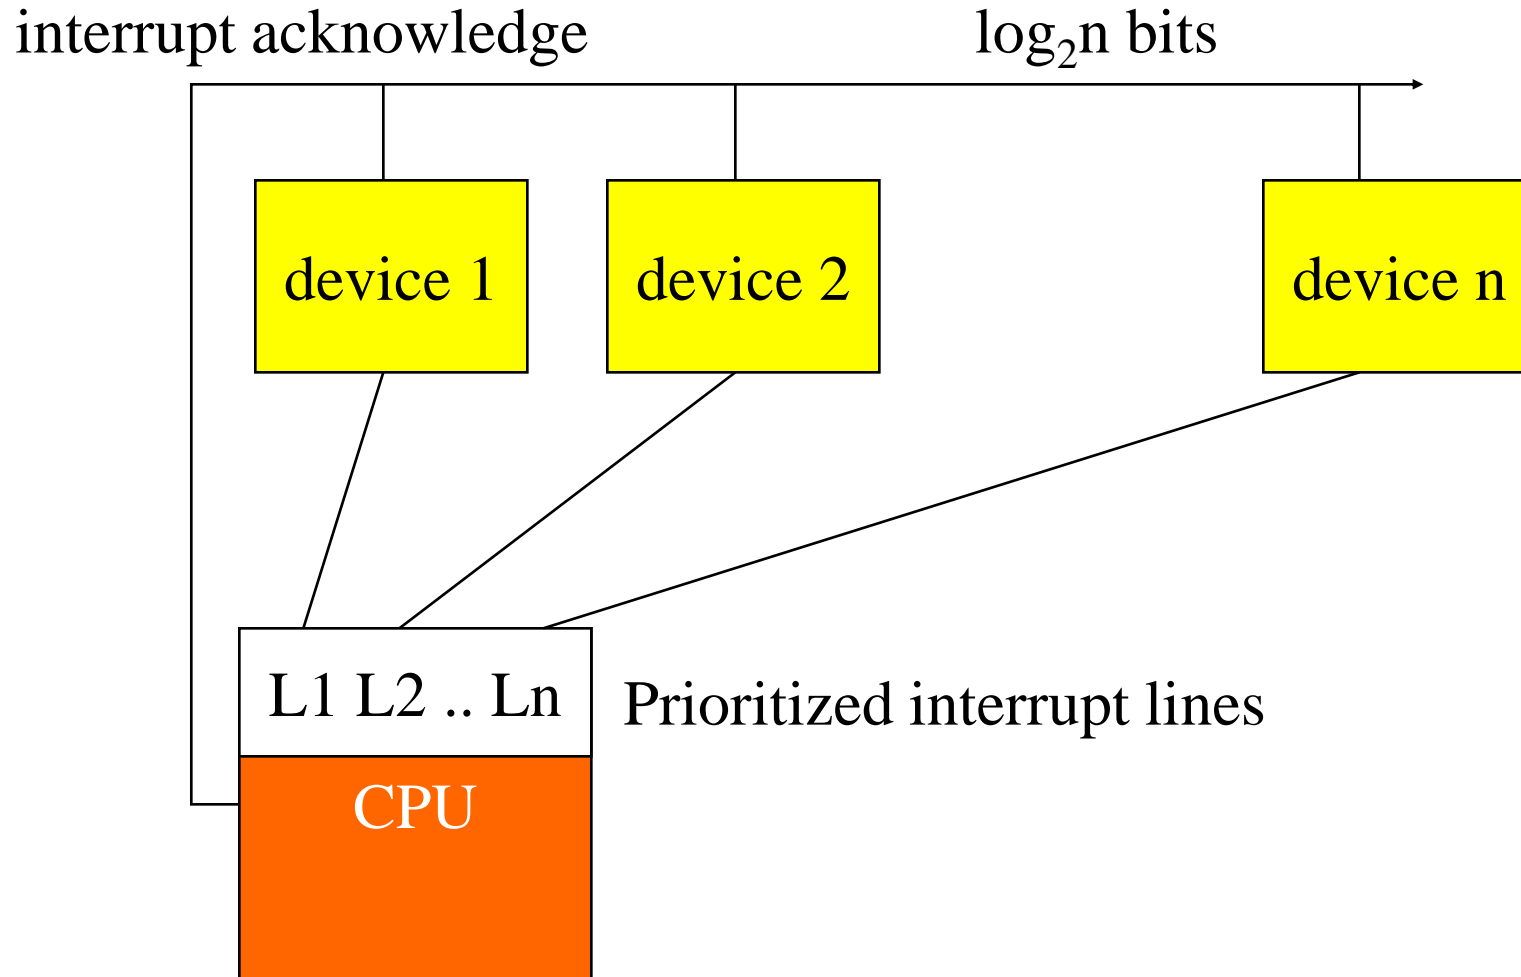 interrupt acknowledge
log₂n bits
device 1
device 2
device n
L1 L2 .. Ln
Prioritized interrupt lines
CPU